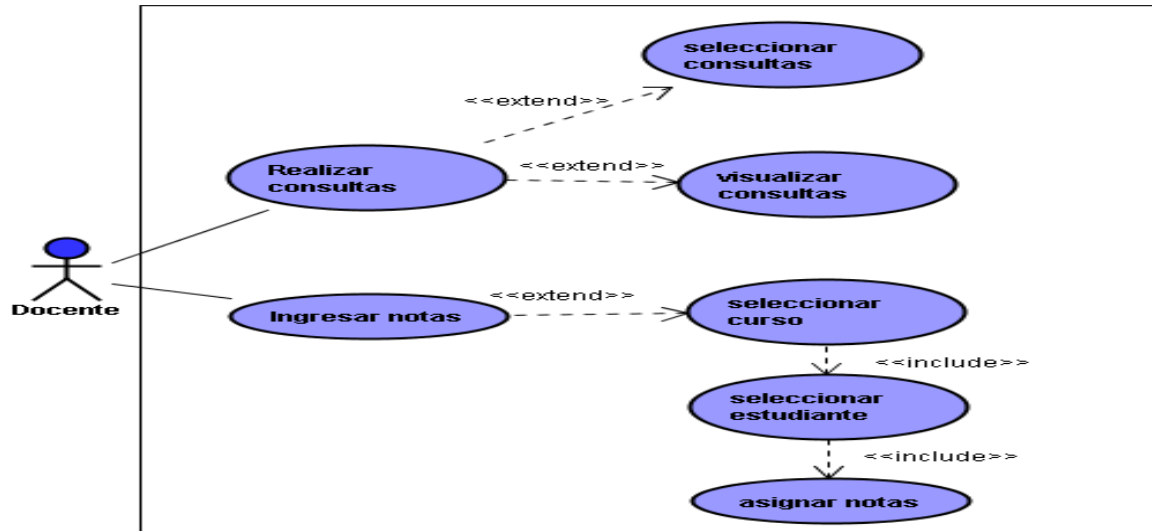 seleccionar
consultas
<<extend>>
Realizar
consultas
<<extend>>
visualizar
consultas
Docente
Ingresar notas
<<extend>>
seleccionar
curso
<<include>>
seleccionar
estudiante
<<include>>
asignar notas